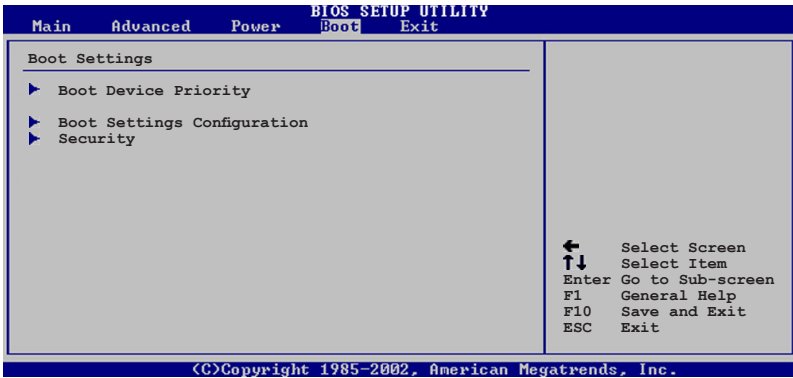 BIOS SETUP UTILITY
Main Advanced Power Boot Exit
Boot Settings
Boot Device Priority
Boot Settings Configuration
Security
← Select Screen
↑↓ Select Item
Enter Go to Sub-screen
F1 General Help
F10 Save and Exit
ESC Exit
(C)Copyright 1985-2002, American Megatrends, Inc.